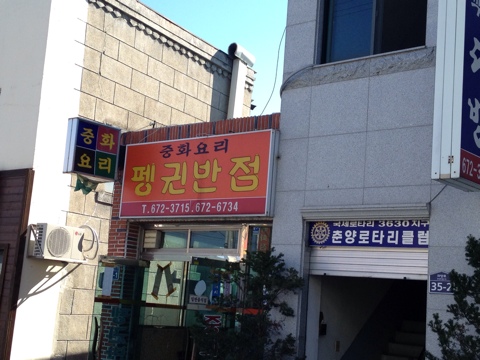 중화
요리
중화요리
펭귄반점
T. 672-3715. 672-6734
국제로타리 3630지구
춘양로타리클럽
35-2
672-3